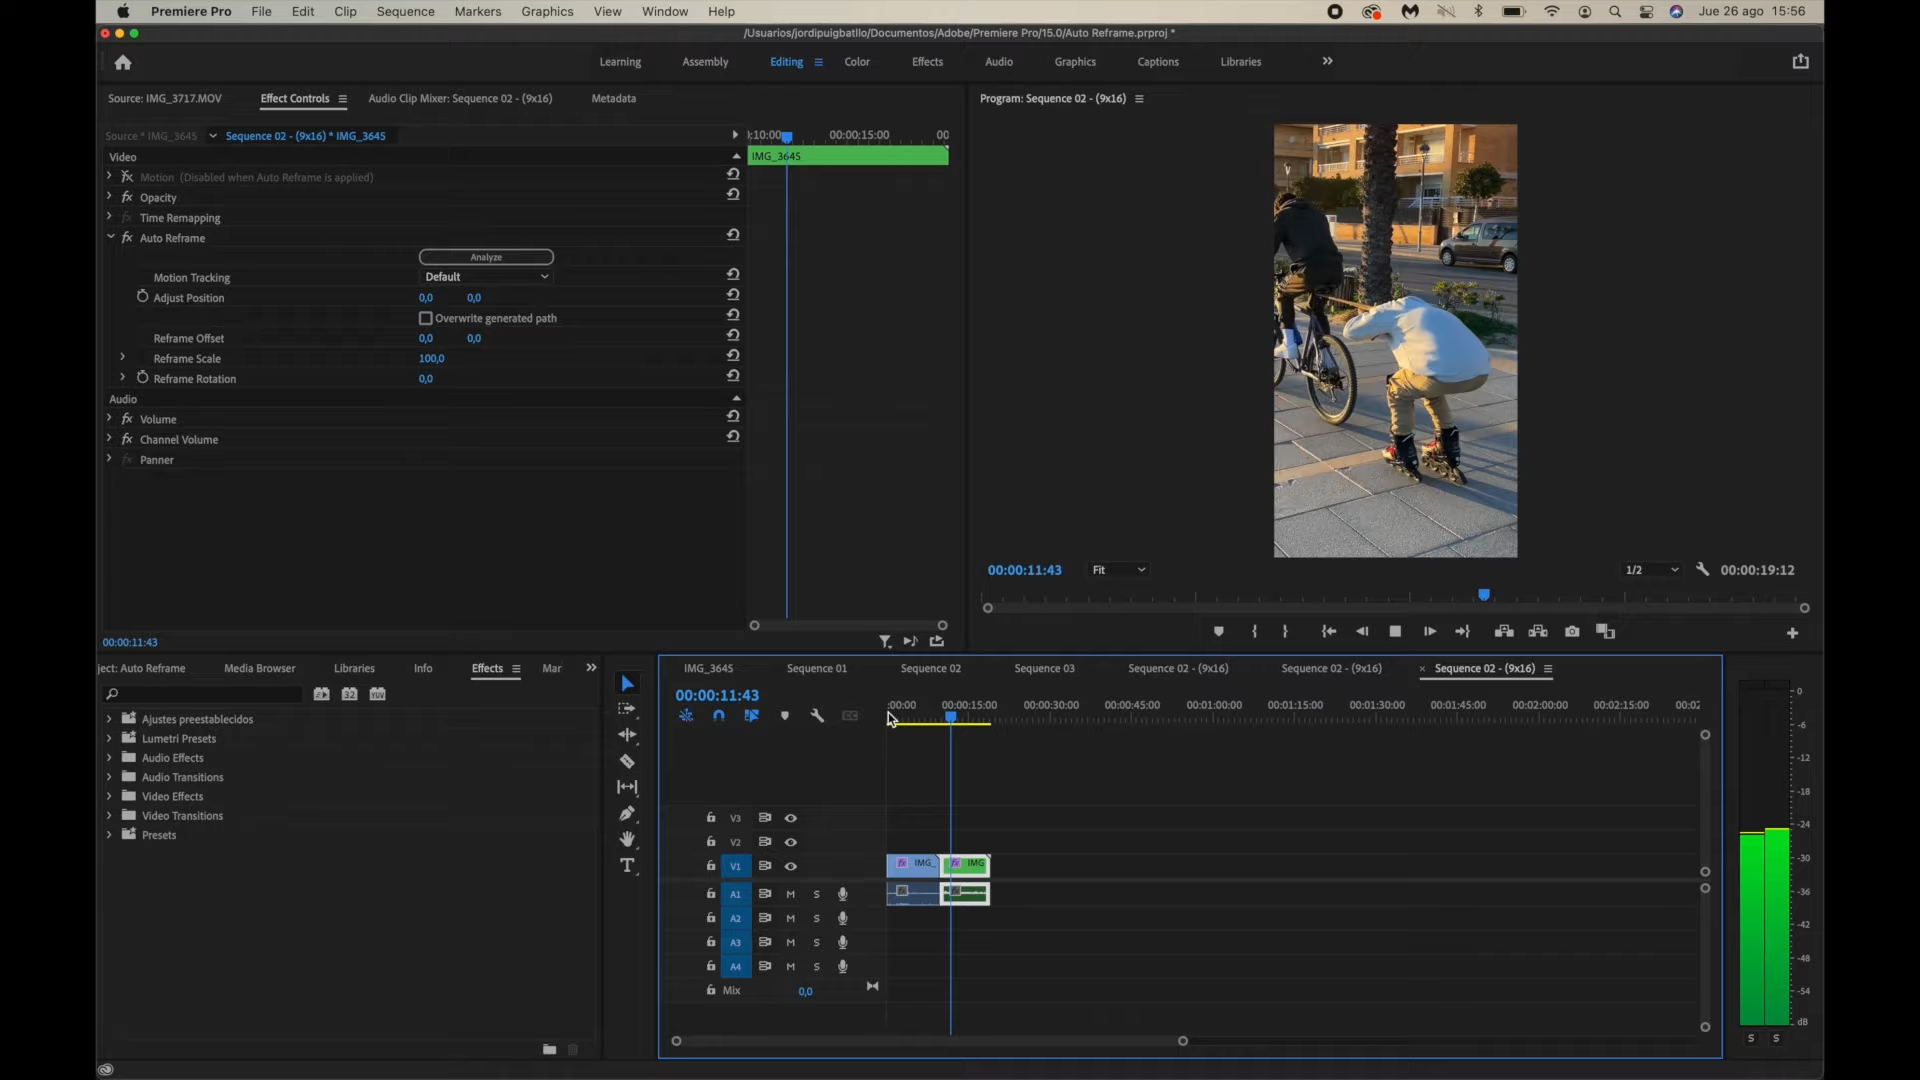 Premiere Pro File Edit Clip Sequence Markers Graphics View Window Help Jue 26 ago 15:56
/Usuarios/jordipuigbatllo/Documentos/Adobe/Premiere Pro/15.0/Auto Reframe.prproj *
Learning Assembly Editing Color Effects Audio Graphics Captions Libraries
Source: IMG_3717.MOV Effect Controls Audio Clip Mixer: Sequence 02 - (9x16) Metadata Program: Sequence 02 - (9x16)
Source * IMG_3645 Sequence 02 - (9x16) * IMG_3645 :10:00 00:00:15:00 00
Video IMG_3645
fx Motion (Disabled when Auto Reframe is applied)
fx Opacity
fx Time Remapping
fx Auto Reframe
Analyze
Motion Tracking Default
Adjust Position 0,0 0,0
Overwrite generated path
Reframe Offset 0,0 0,0
Reframe Scale 100,0
Reframe Rotation 0,0
Audio
fx Volume
fx Channel Volume
fx Panner
00:00:11:43 Fit 1/2 00:00:19:12
00:00:11:43
ject: Auto Reframe Media Browser Libraries Info Effects Mar
IMG_3645 Sequence 01 Sequence 02 Sequence 03 Sequence 02 - (9x16) Sequence 02 - (9x16) × Sequence 02 - (9x16)
32 YUV
00:00:11:43
:00:00 00:00:15:00 00:00:30:00 00:00:45:00 00:01:00:00 00:01:15:00 00:01:30:00 00:01:45:00 00:02:00:00 00:02:15:00 00:02
Ajustes preestablecidos
Lumetri Presets
Audio Effects
Audio Transitions
Video Effects
Video Transitions
Presets
V3
V2
V1 fx IMG_ fx IMG
A1 M S
A2 M S
A3 M S
A4 M S
Mix 0,0
0
-6
-12
-18
-24
-30
-36
-42
-48
-54
dB
S S